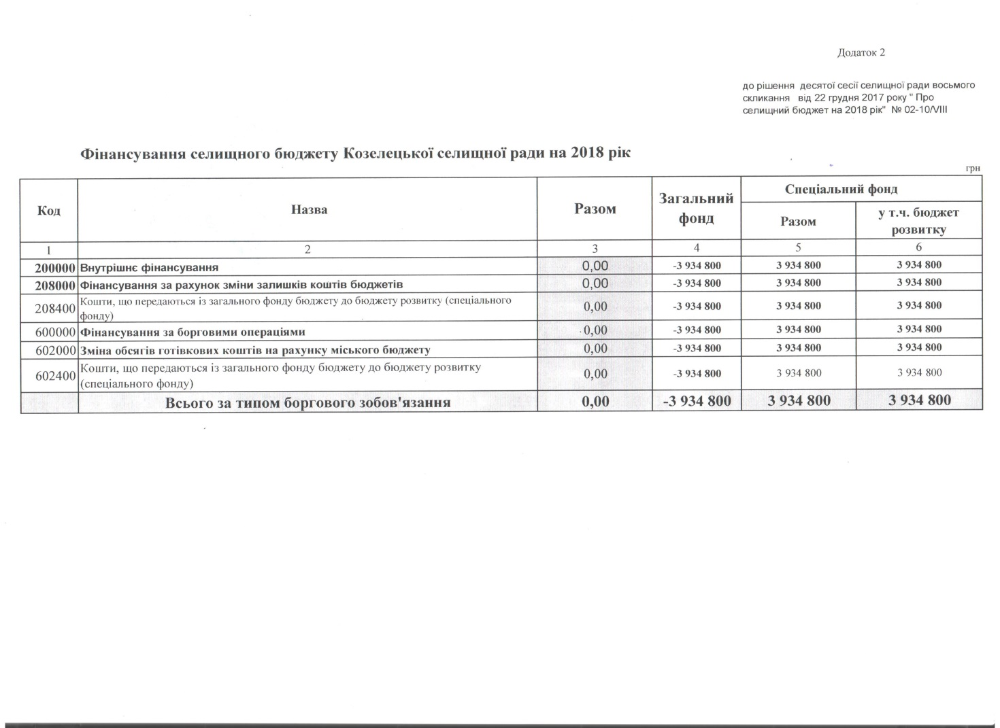 Додаток 2
до рішення десятої сесії селищної ради восьмого
скликання від 22 грудня 2017 року " Про
селищний бюджет на 2018 рік" № 02-10/VIII
Фінансування селищного бюджету Козелецької селищної ради на 2018 рік
грн
Код Назва Разом Загальний фонд Спеціальний фонд
Разом у т.ч. бюджет розвитку
1 2 3 4 5 6
200000 Внутрішнє фінансування 0,00 -3 934 800 3 934 800 3 934 800
208000 Фінансування за рахунок зміни залишків коштів бюджетів 0,00 -3 934 800 3 934 800 3 934 800
208400 Кошти, що передаються із загального фонду бюджету до бюджету розвитку (спеціального
фонду) 0,00 -3 934 800 3 934 800 3 934 800
600000 Фінансування за борговими операціями 0,00 -3 934 800 3 934 800 3 934 800
602000 Зміна обсягів готівкових коштів на рахунку міського бюджету 0,00 -3 934 800 3 934 800 3 934 800
602400 Кошти, що передаються із загального фонду бюджету до бюджету розвитку
(спеціального фонду) 0,00 -3 934 800 3 934 800 3 934 800
Всього за типом боргового зобов'язання 0,00 -3 934 800 3 934 800 3 934 800